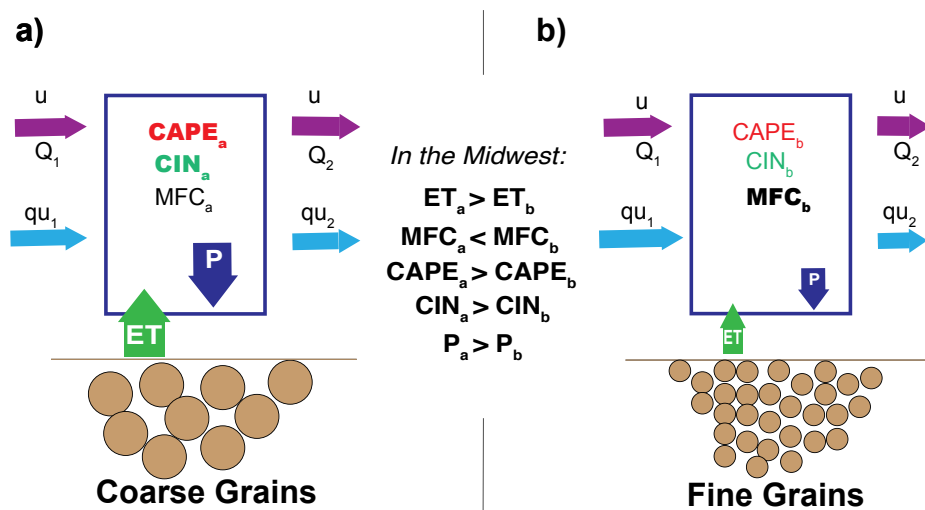 a)
u
Q1
CAPEa
CINa
MFCa
u
Q2
qu1
qu2
P
ET
Coarse Grains
In the Midwest:
ETa > ETb
MFCa < MFCb
CAPEa > CAPEb
CINa > CINb
Pa > Pb
b)
u
Q1
CAPEb
CINb
MFCb
u
Q2
qu1
qu2
P
ET
Fine Grains